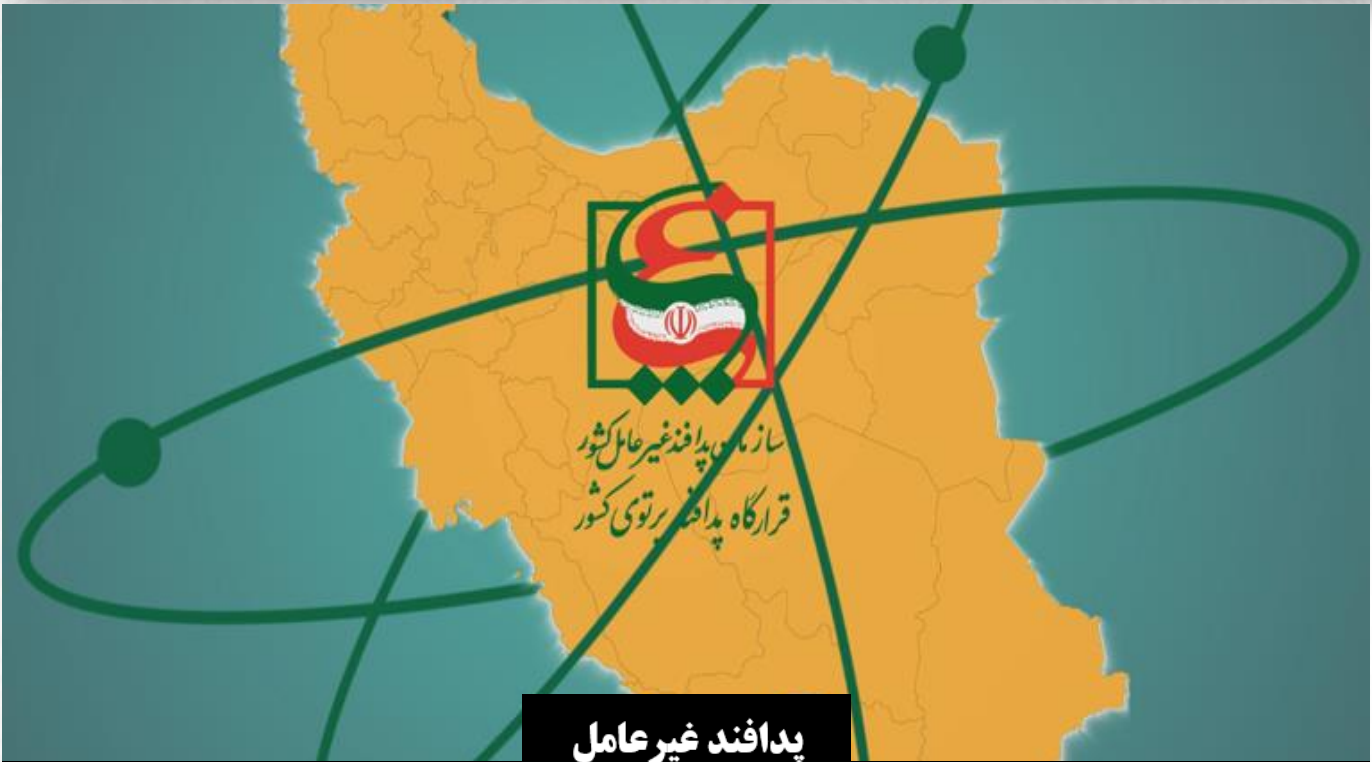 سازمان پدافند غیرعامل کشور
قرارگاه پدافند پرتوی کشور
پدافند غیرعامل